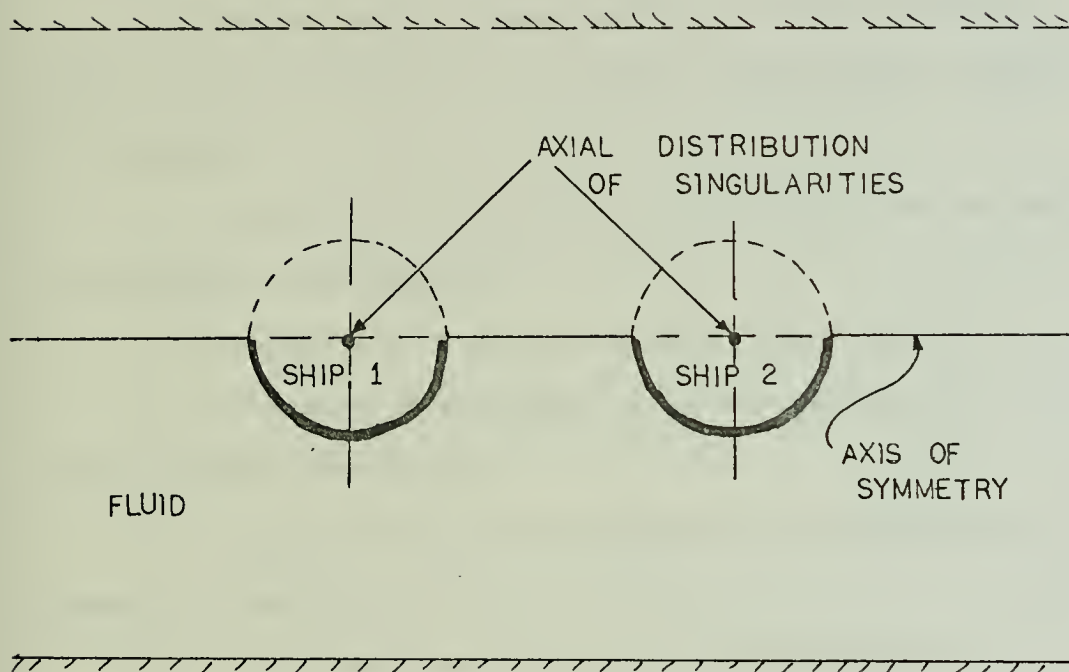 AXIAL DISTRIBUTION
OF SINGULARITIES
SHIP 1
SHIP 2
AXIS OF
SYMMETRY
FLUID